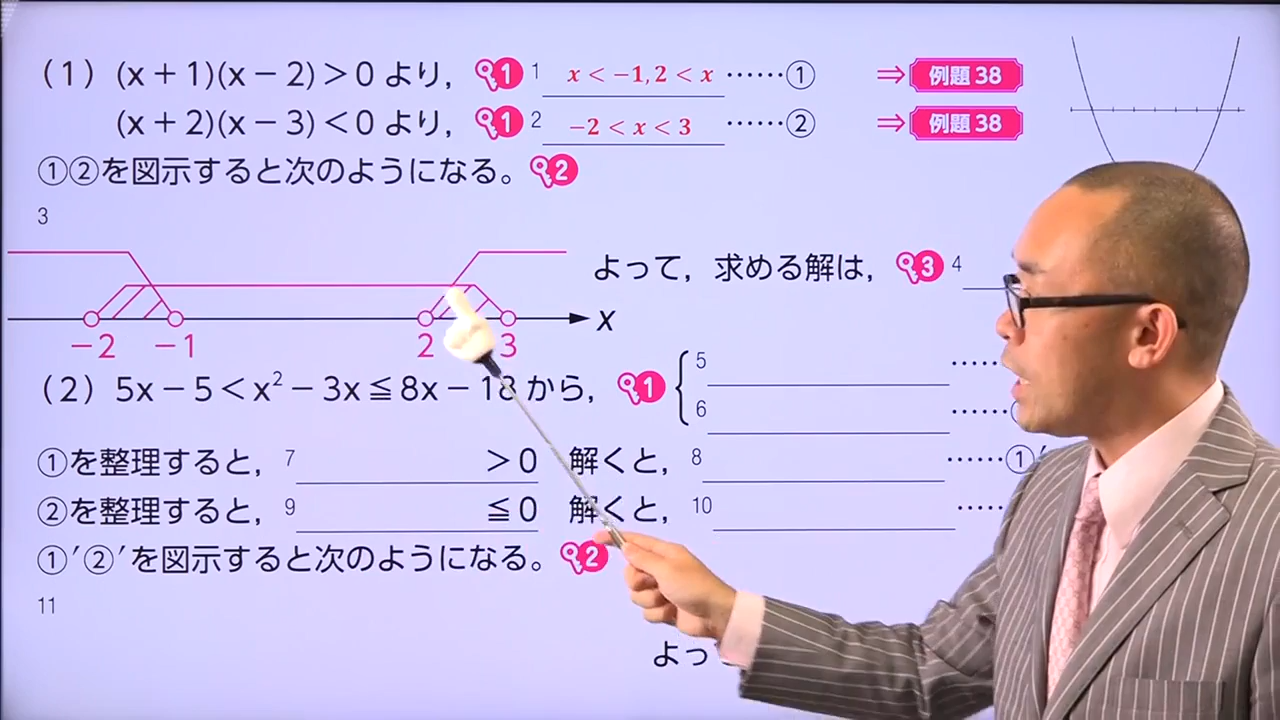 (1) (x+1)(x-2)>0より, 1 1 x<-1,2<x ……① ⇒ 例題38
(x+2)(x-3)<0より, 1 2 -2<x<3 ……② ⇒ 例題38
①②を図示すると次のようになる。 2
3
よって, 求める解は, 3 4
-2 -1 2 3 x
(2) 5x-5<x²-3x≦8x-18から, 1 5 ……
6 ……
①を整理すると, 7 >0 解くと, 8 ……①′
②を整理すると, 9 ≦0 解くと, 10 ……
①′②′を図示すると次のようになる。 2
11
よっ